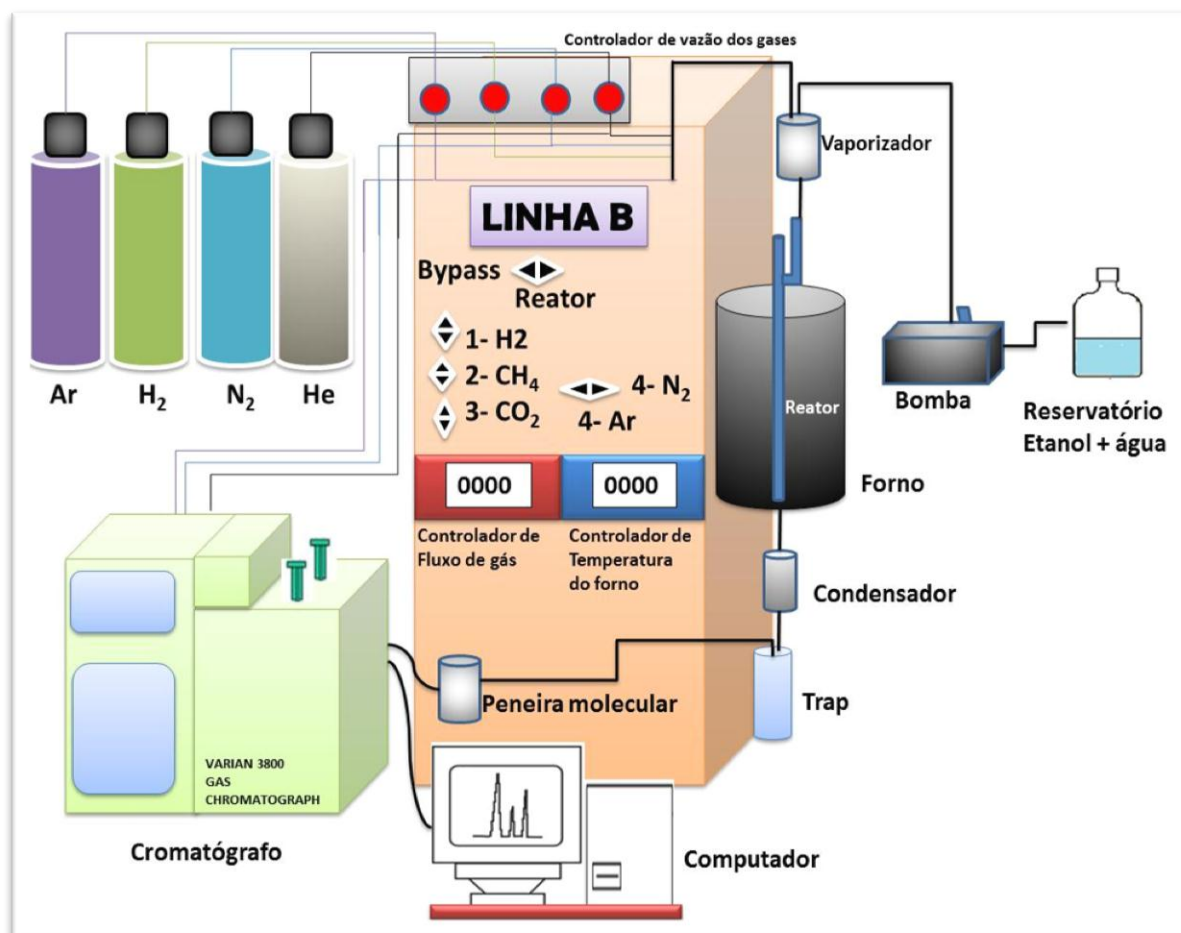 Controlador de vazão dos gases
Vaporizador
Ar
H₂
N₂
He
LINHA B
Bypass
Reator
1- H2
2- CH₄
3- CO₂
4- N₂
4- Ar
Reator
Bomba
Reservatório
Etanol + água
Forno
0000
0000
Controlador de
Fluxo de gás
Controlador de
Temperatura
do forno
Condensador
Peneira molecular
Trap
VARIAN 3800
GAS
CHROMATOGRAPH
Cromatógrafo
Computador